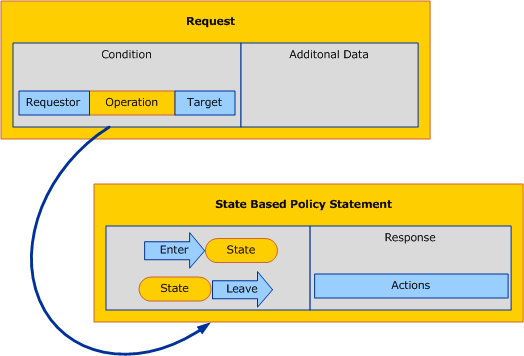 Request
Condition
Additonal Data
Requestor
Operation
Target
State Based Policy Statement
Enter
State
Response
State
Leave
Actions